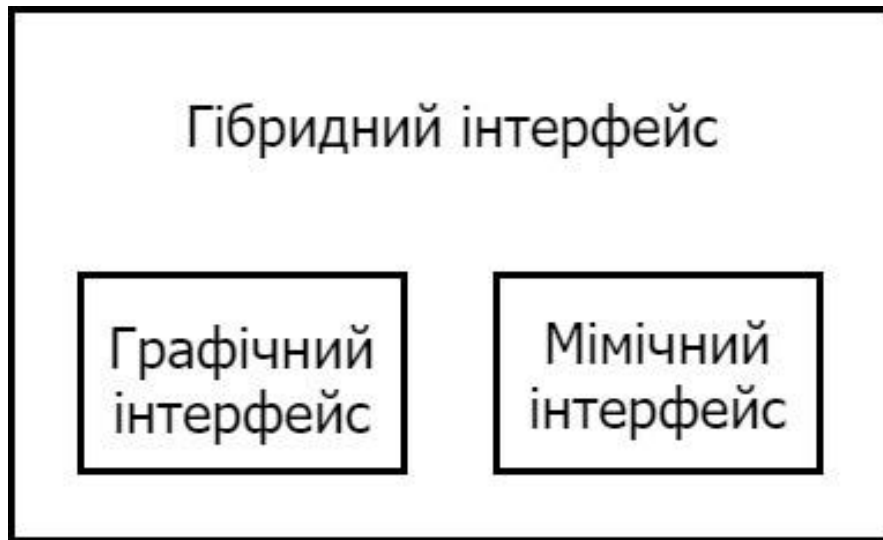 Гібридний інтерфейс
Графічний
інтерфейс
Мімічний
інтерфейс